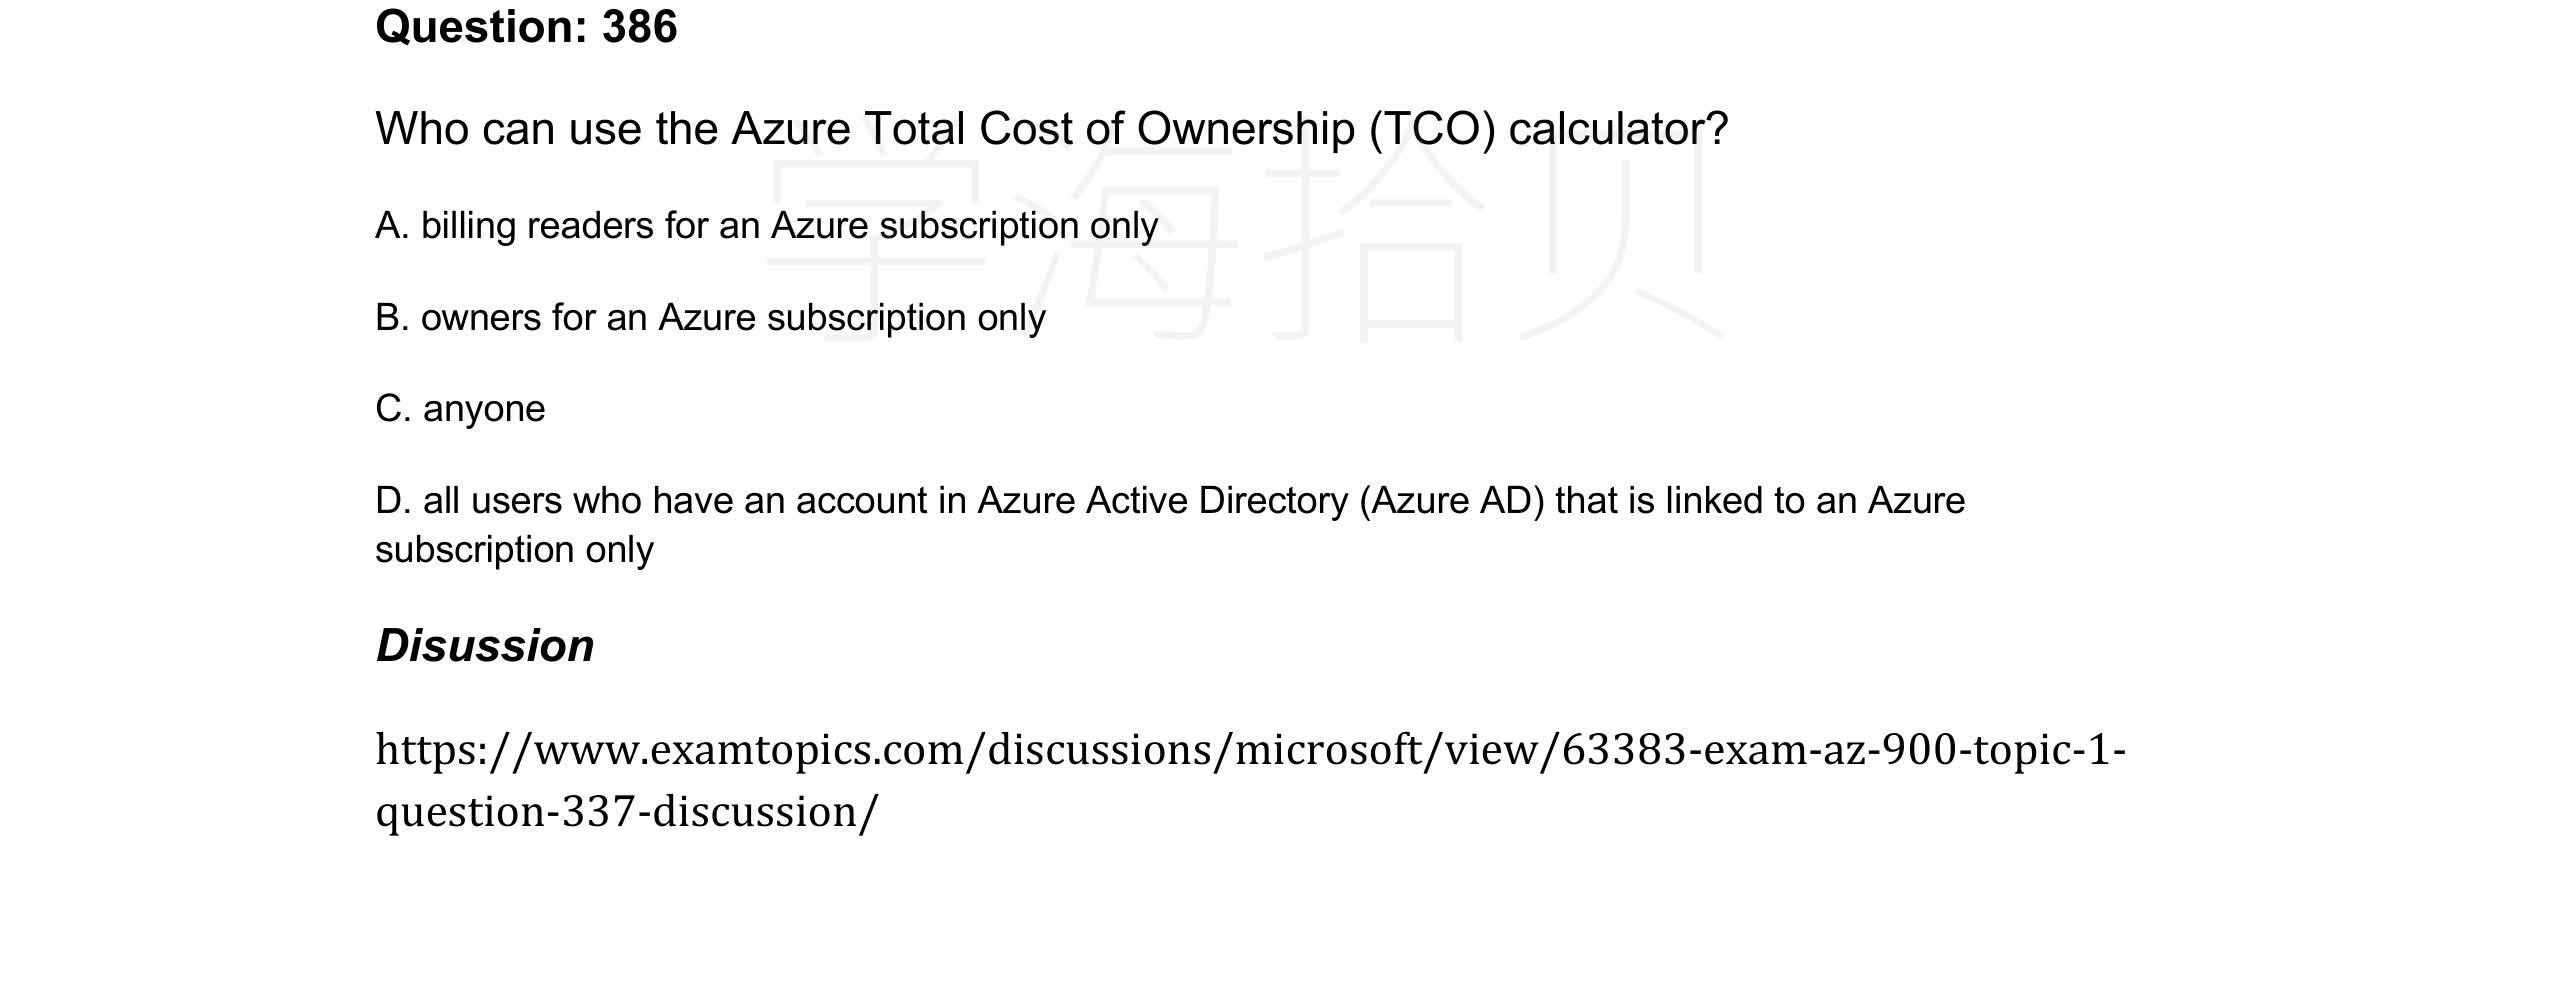 Question: 386
Who can use the Azure Total Cost of Ownership (TCO) calculator?
学海拾贝
A. billing readers for an Azure subscription only
B. owners for an Azure subscription only
C. anyone
D. all users who have an account in Azure Active Directory (Azure AD) that is linked to an Azure
subscription only
Disussion
https://www.examtopics.com/discussions/microsoft/view/63383-exam-az-900-topic-1-
question-337-discussion/